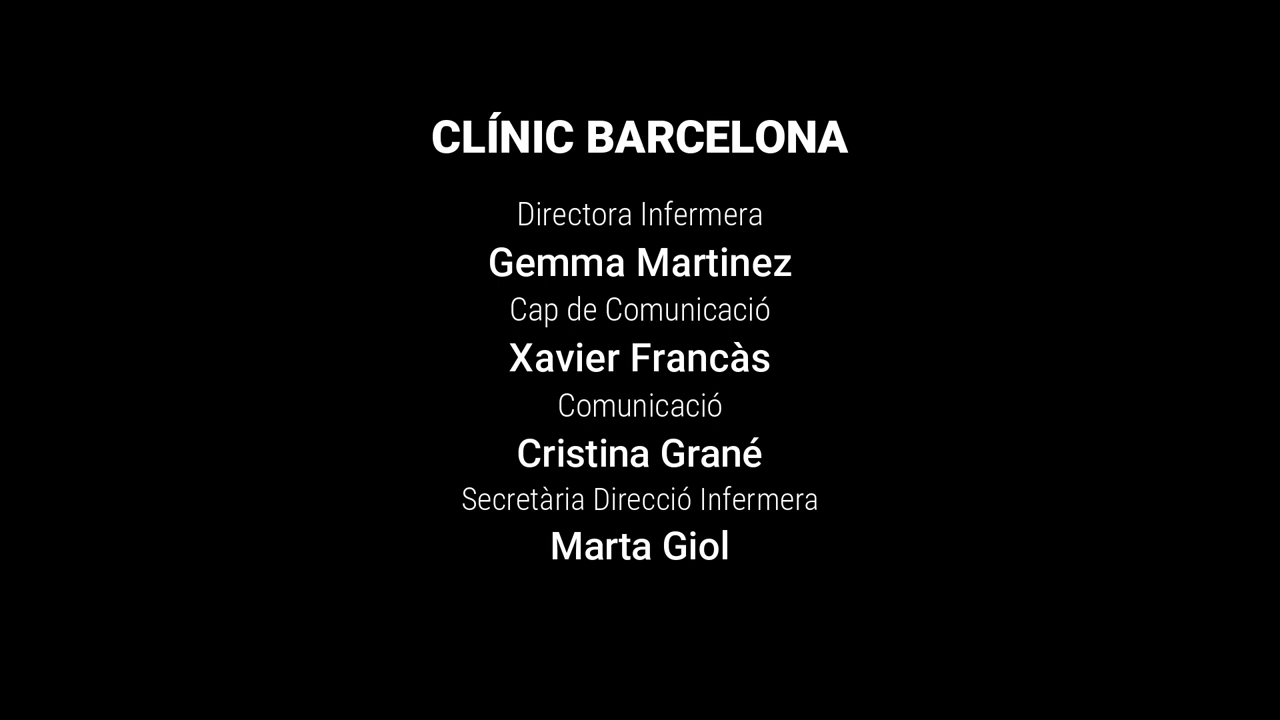 CLÍNIC BARCELONA
Directora Infermera
Gemma Martinez
Cap de Comunicació
Xavier Francàs
Comunicació
Cristina Grané
Secretària Direcció Infermera
Marta Giol